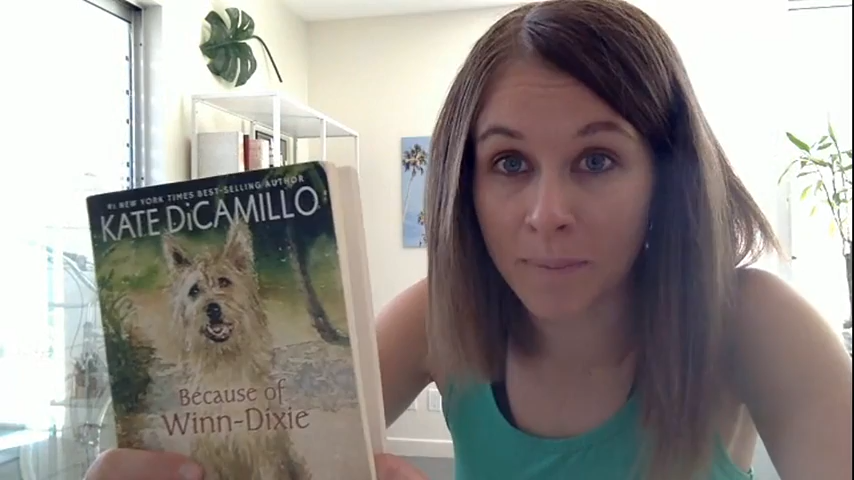 #1 NEW YORK TIMES BEST-SELLING AUTHOR
KATE DiCAMILLO
Because of
Winn-Dixie